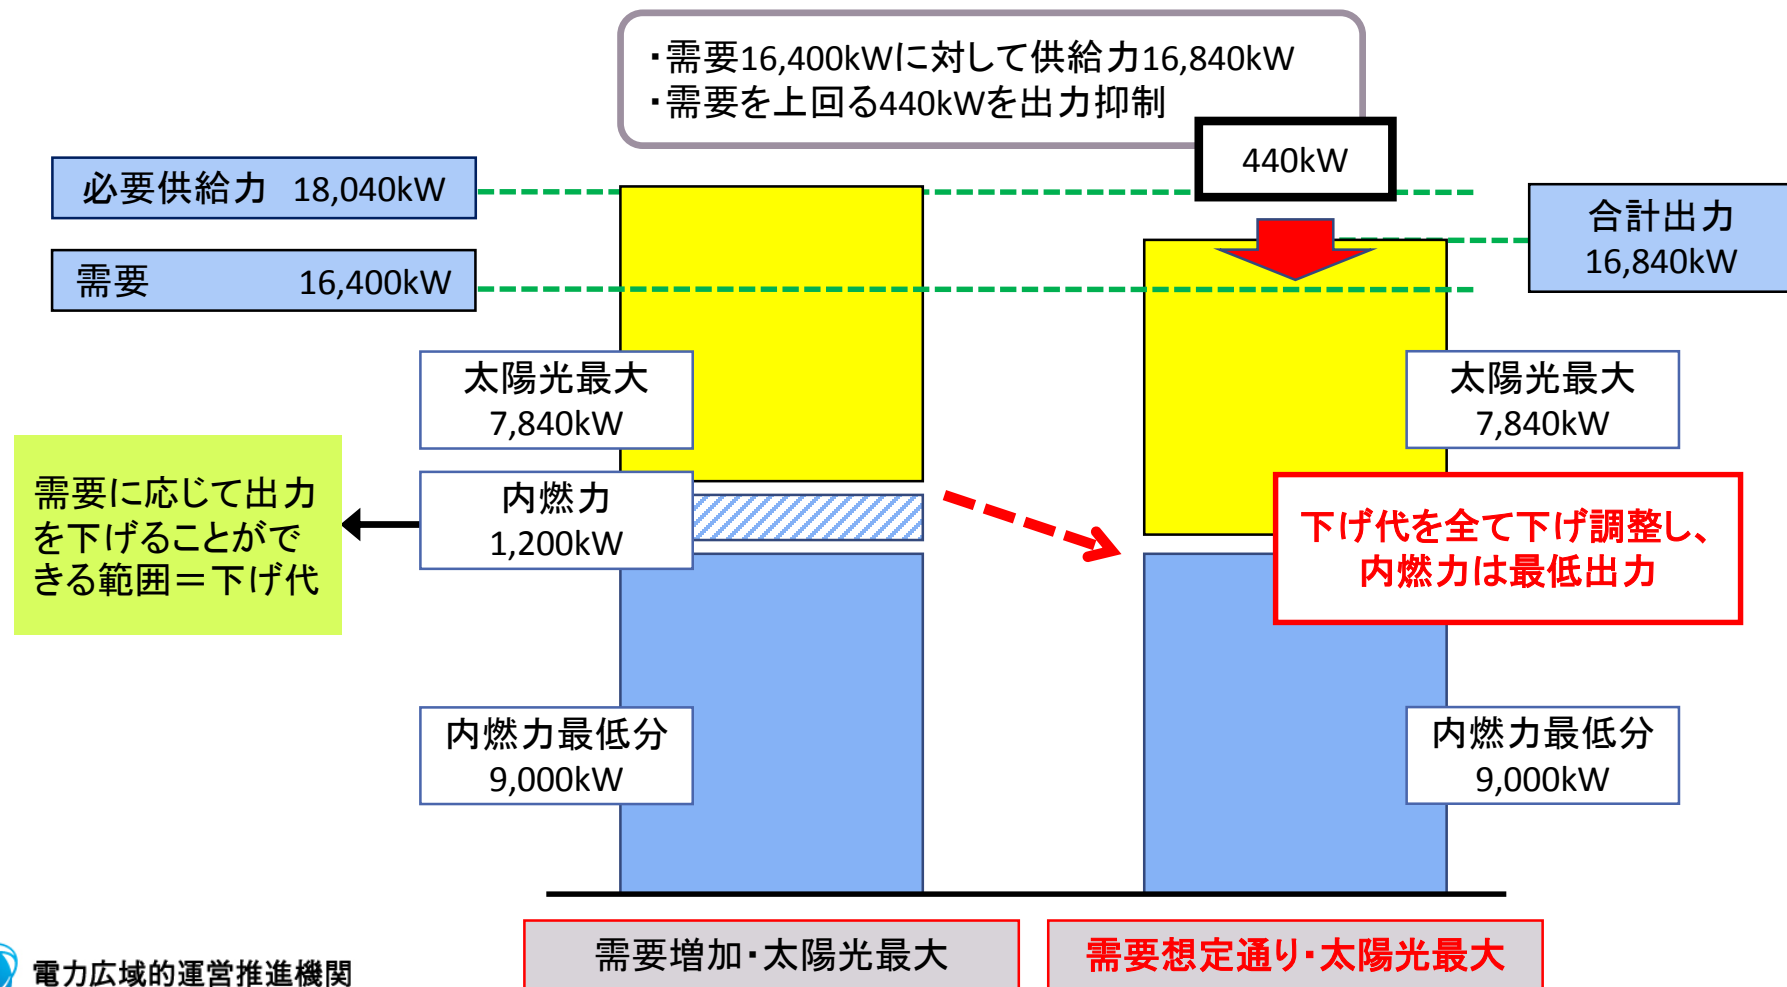 ・需要16,400kWに対して供給力16,840kW
・需要を上回る440kWを出力抑制
440kW
必要供給力 18,040kW
需要 16,400kW
合計出力
16,840kW
太陽光最大
7,840kW
太陽光最大
7,840kW
需要に応じて出力
を下げることがで
きる範囲＝下げ代
内燃力
1,200kW
下げ代を全て下げ調整し、
内燃力は最低出力
内燃力最低分
9,000kW
内燃力最低分
9,000kW
需要増加・太陽光最大
需要想定通り・太陽光最大
電力広域的運営推進機関